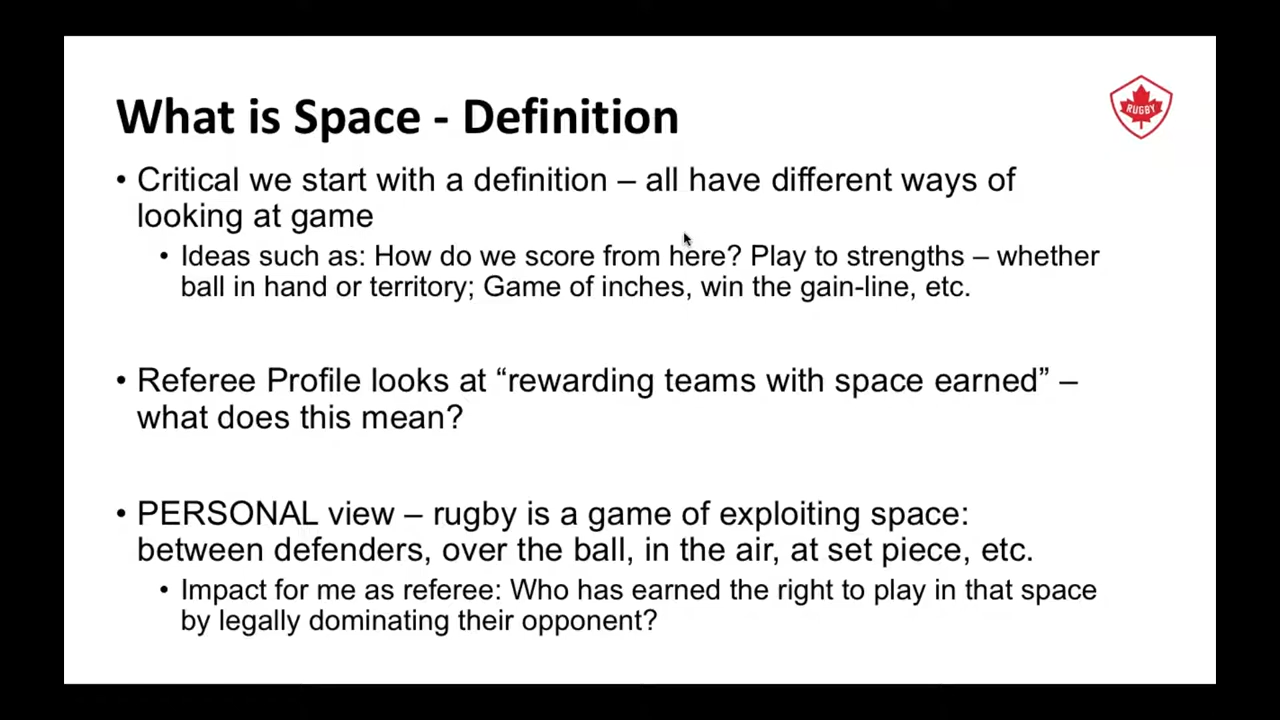 What is Space - Definition
RUGBY
• Critical we start with a definition – all have different ways of
looking at game
• Ideas such as: How do we score from here? Play to strengths – whether
ball in hand or territory; Game of inches, win the gain-line, etc.
• Referee Profile looks at “rewarding teams with space earned” –
what does this mean?
• PERSONAL view – rugby is a game of exploiting space:
between defenders, over the ball, in the air, at set piece, etc.
• Impact for me as referee: Who has earned the right to play in that space
by legally dominating their opponent?